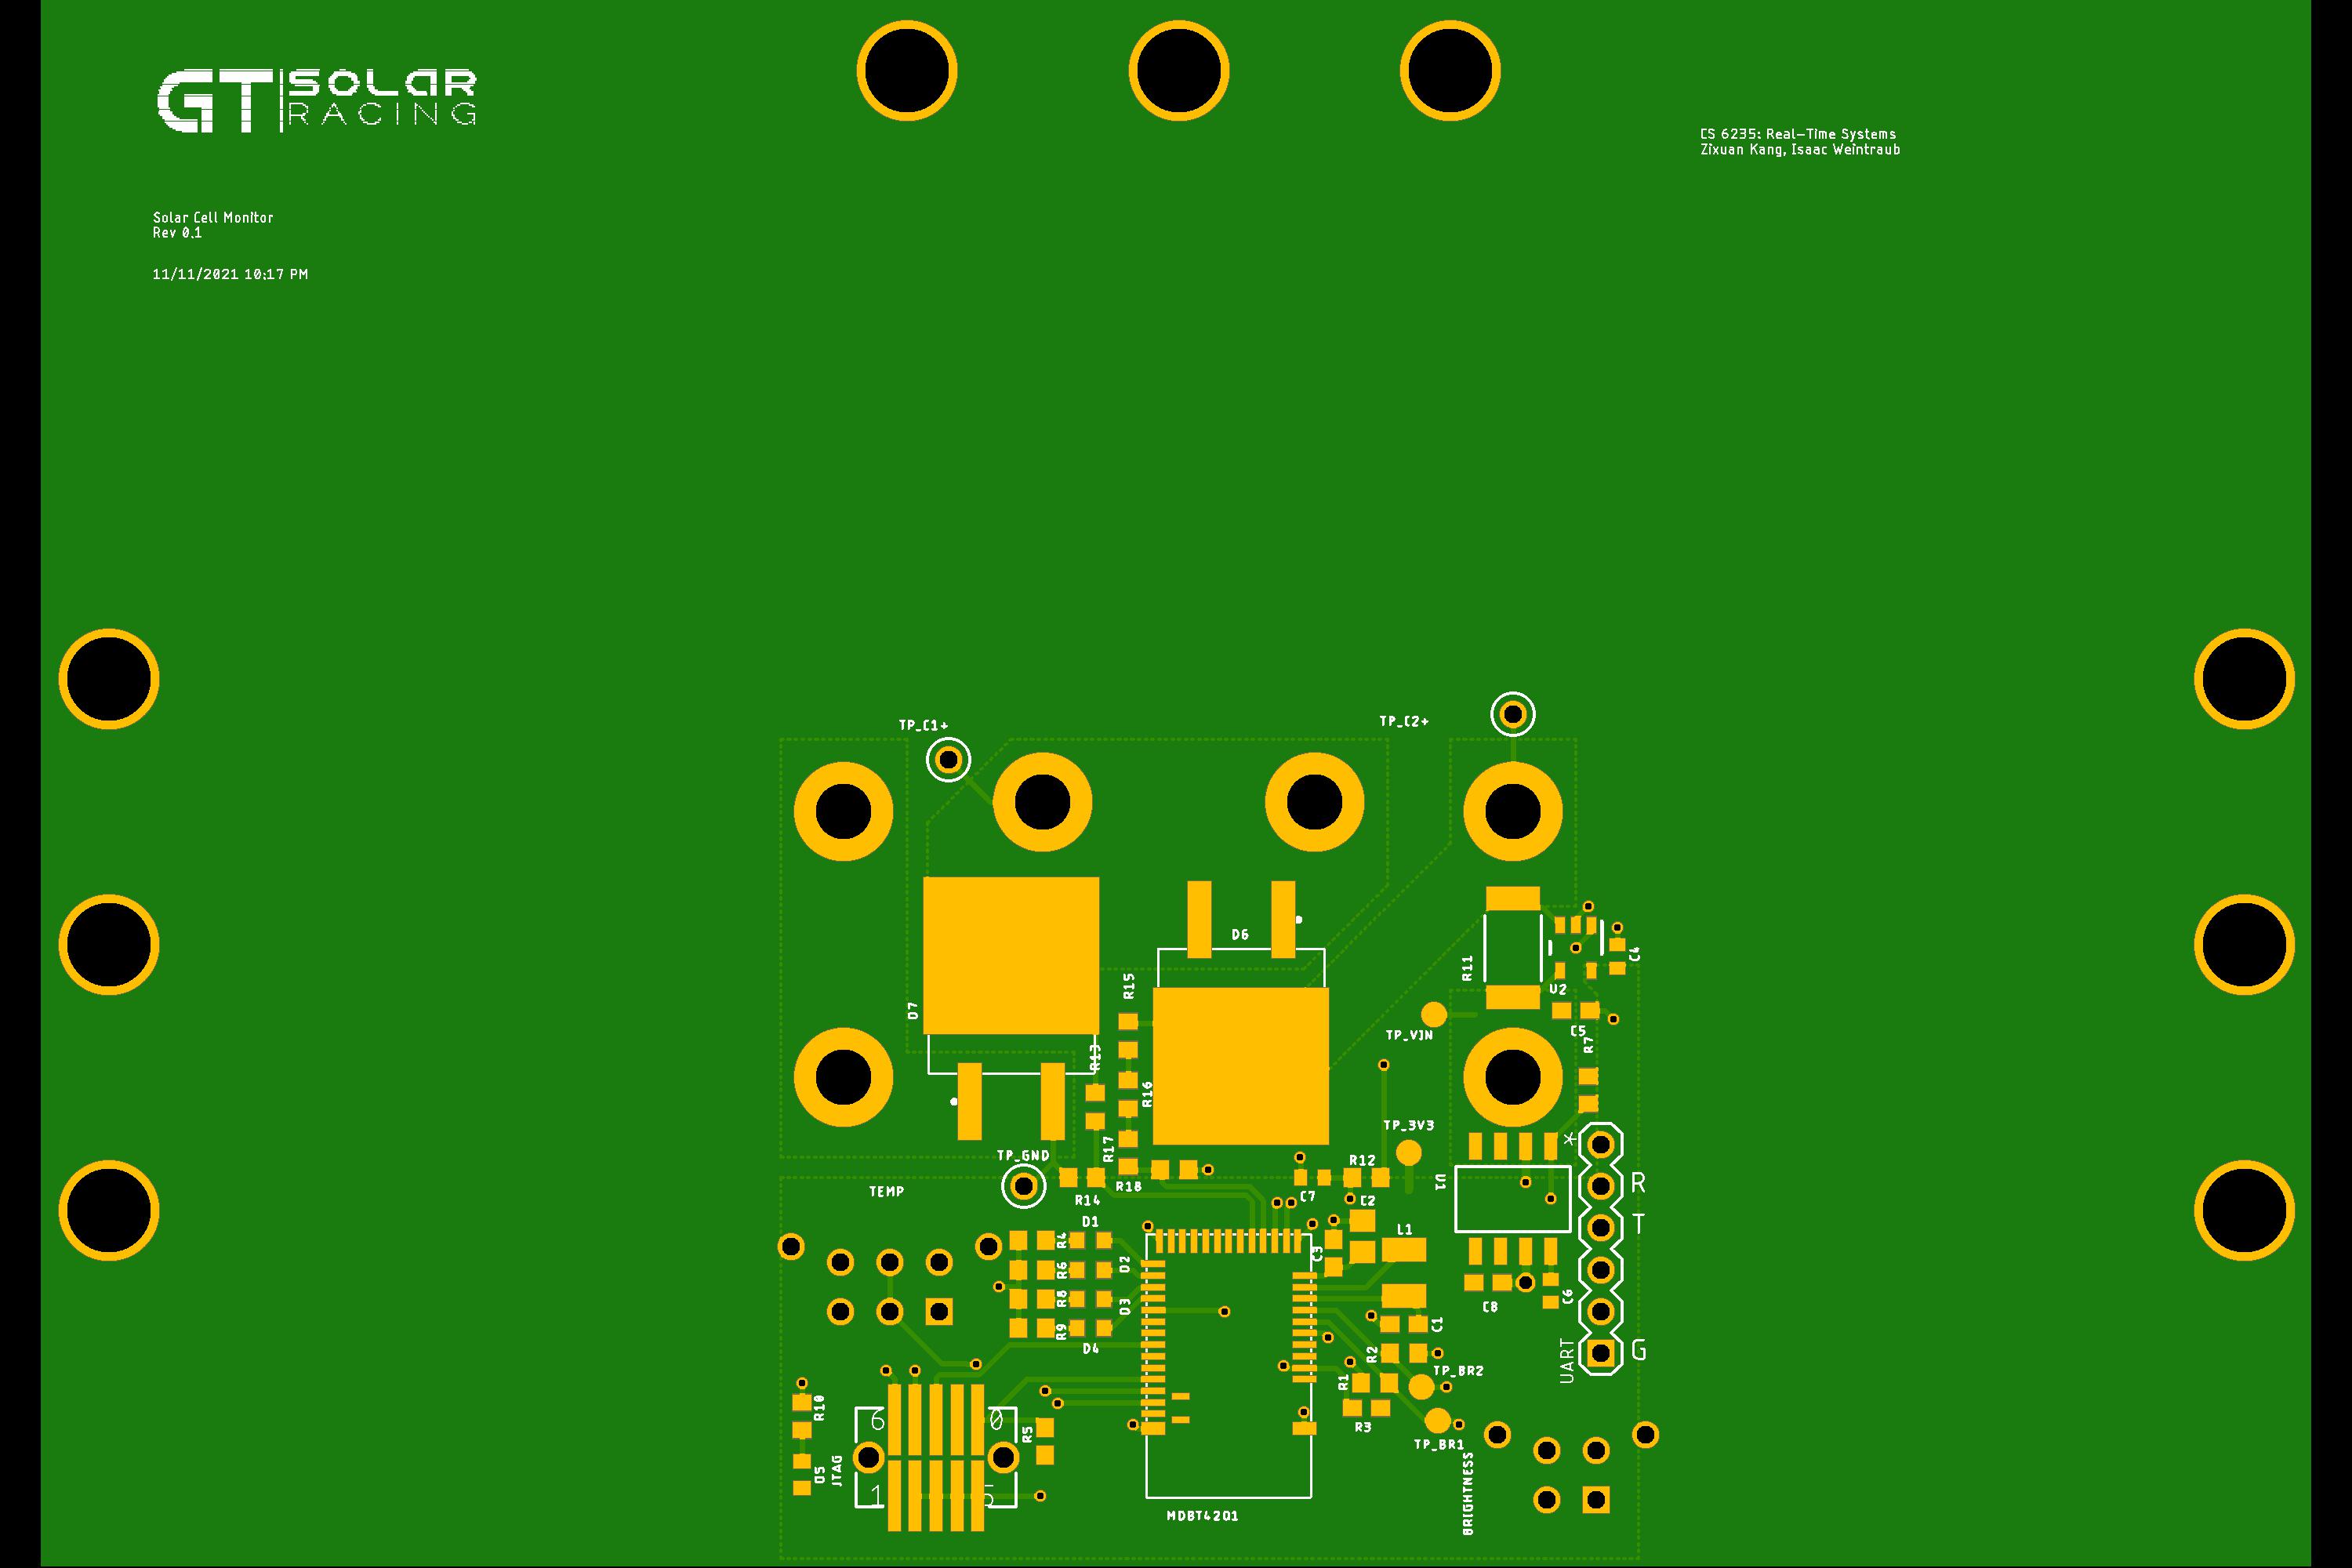 GT SOLAR
RACING
CS 6235: Real-Time Systems
Zixuan Kang, Isaac Weintraub
Solar Cell Monitor
Rev 0.1
11/11/2021 10:17 PM
TP_C1+
TP_C2+
D6
R11
C4
R15
U2
D7
C5
TP_VIN
R7
R13
R16
TP_3V3
*
R17
TP_GND
R12
U1
R
TEMP
R18
R14
C7
C2
D1
T
L1
R4
C3
D2
R6
R8
D3
C6
C8
R9
C1
D4
R2
G
UART
TP_BR2
R1
R10
6
0
R3
R5
TP_BR1
D5
JTAG
1
5
BRIGHTNESS
MDBT42Q1